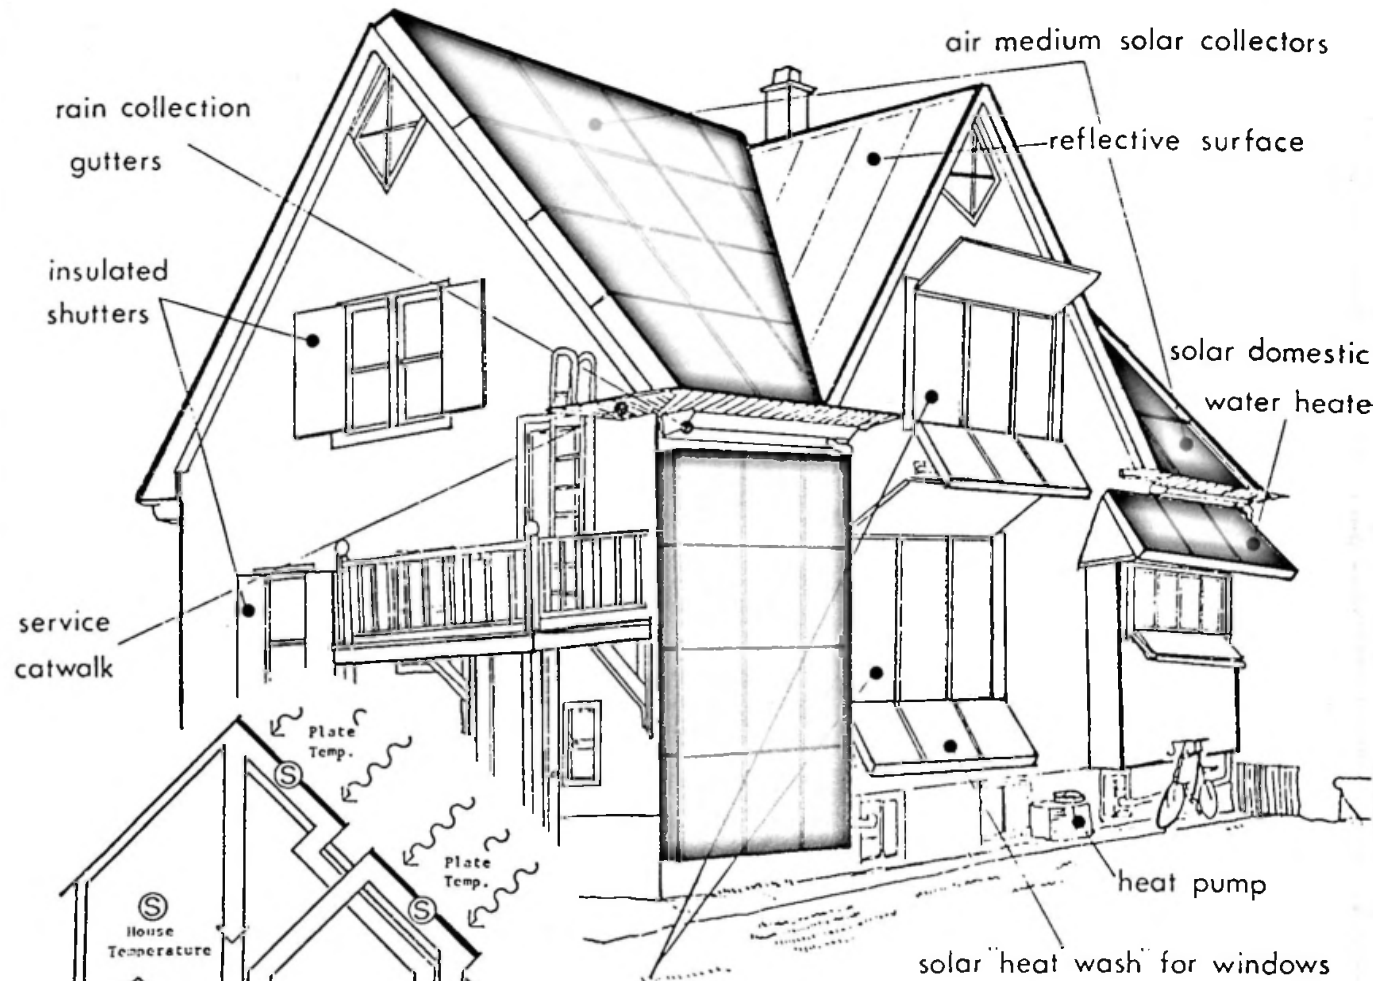 air medium solar collectors
rain collection
gutters
reflective surface
insulated
shutters
solar domestic
water heate
service
catwalk
Plate
Temp.
S
Plate
Temp.
S
S
House
Temperature
heat pump
solar "heat wash" for windows